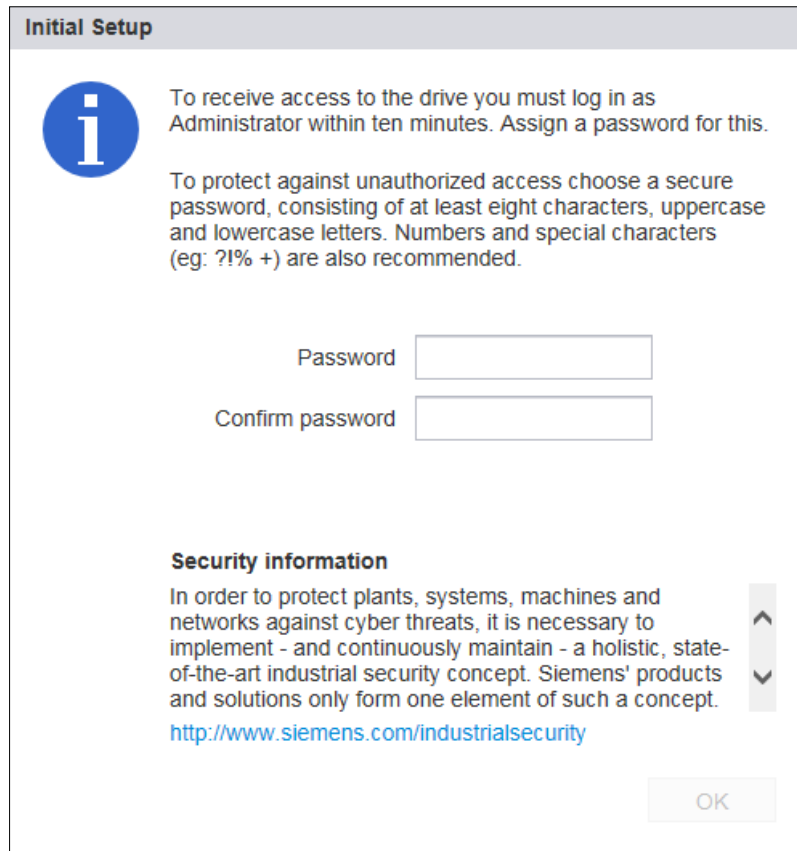 Initial Setup
To receive access to the drive you must log in as
Administrator within ten minutes. Assign a password for this.
To protect against unauthorized access choose a secure
password, consisting of at least eight characters, uppercase
and lowercase letters. Numbers and special characters
(eg: ?!% +) are also recommended.
Password
Confirm password
Security information
In order to protect plants, systems, machines and
networks against cyber threats, it is necessary to
implement - and continuously maintain - a holistic, state-
of-the-art industrial security concept. Siemens' products
and solutions only form one element of such a concept.
http://www.siemens.com/industrialsecurity
OK